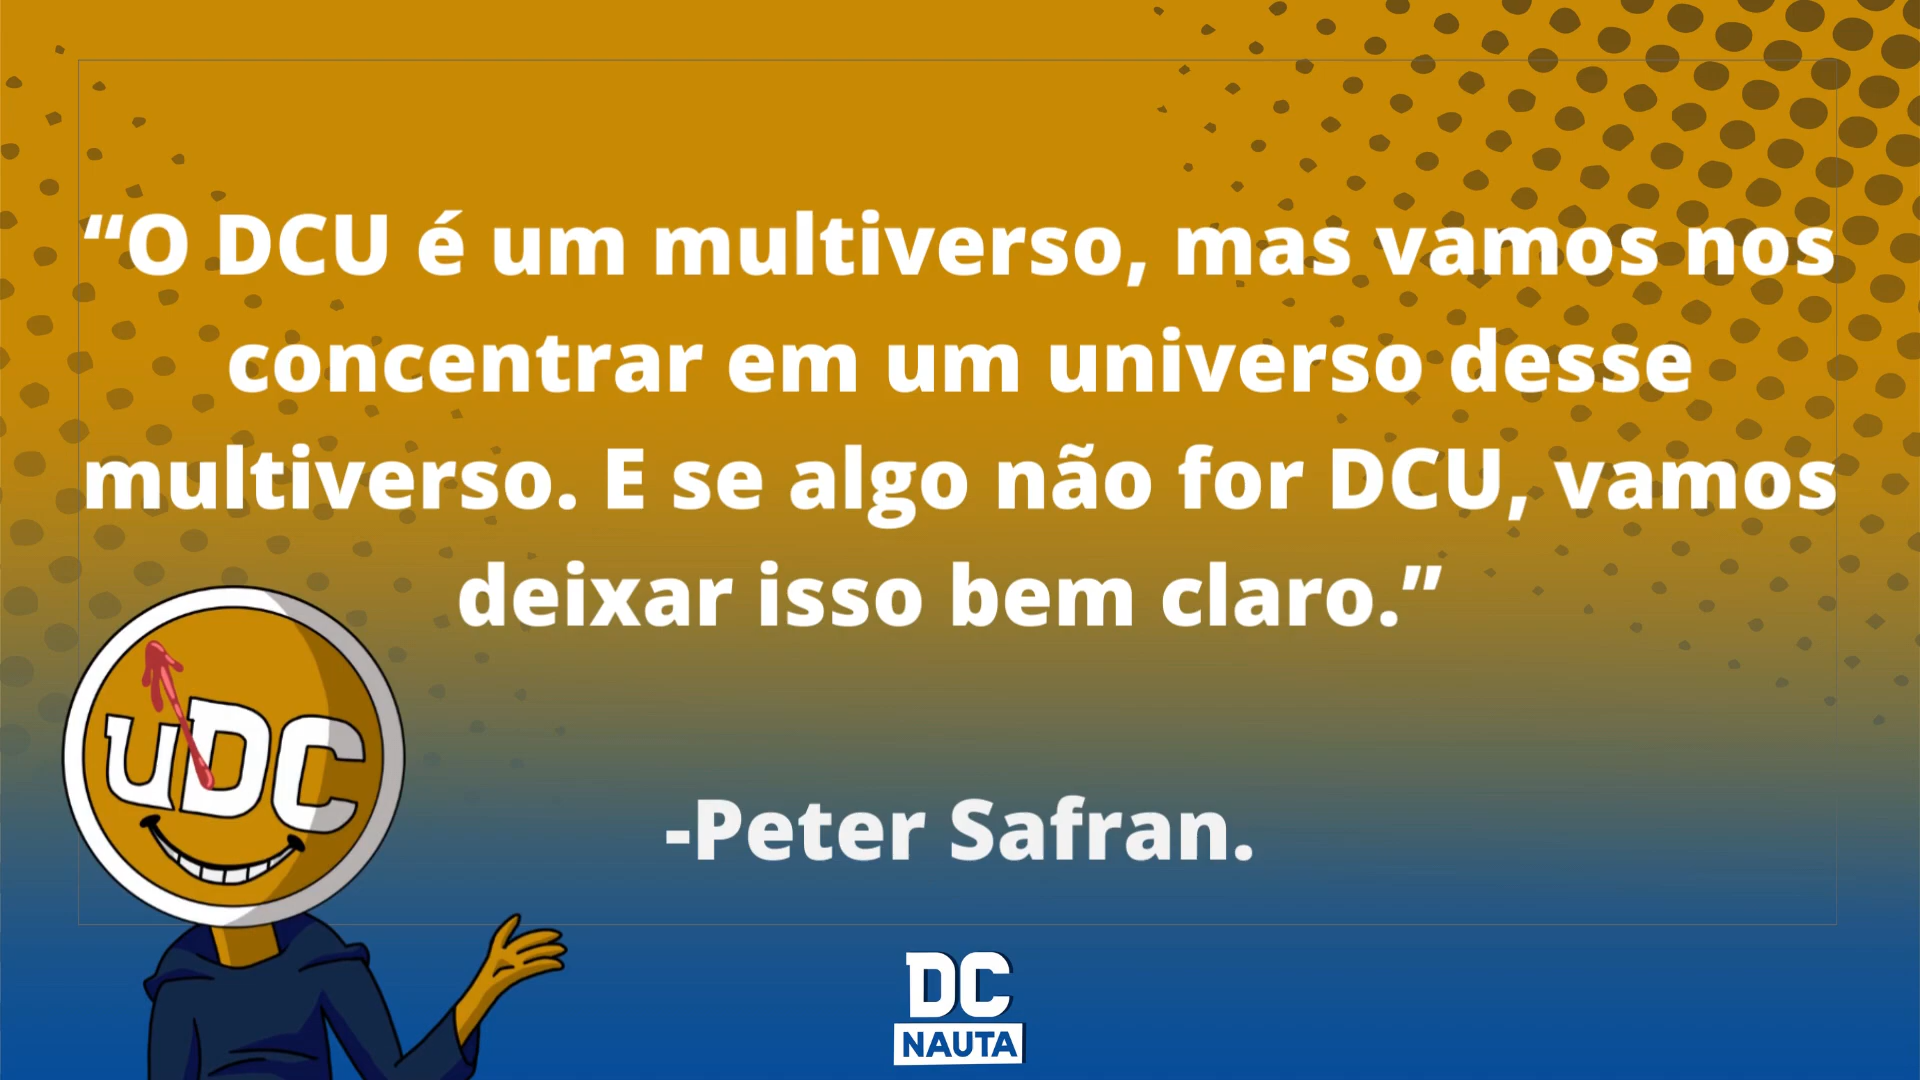 “O DCU é um multiverso, mas vamos nos
concentrar em um universo desse
multiverso. E se algo não for DCU, vamos
deixar isso bem claro.”
uDC
-Peter Safran.
DC
NAUTA